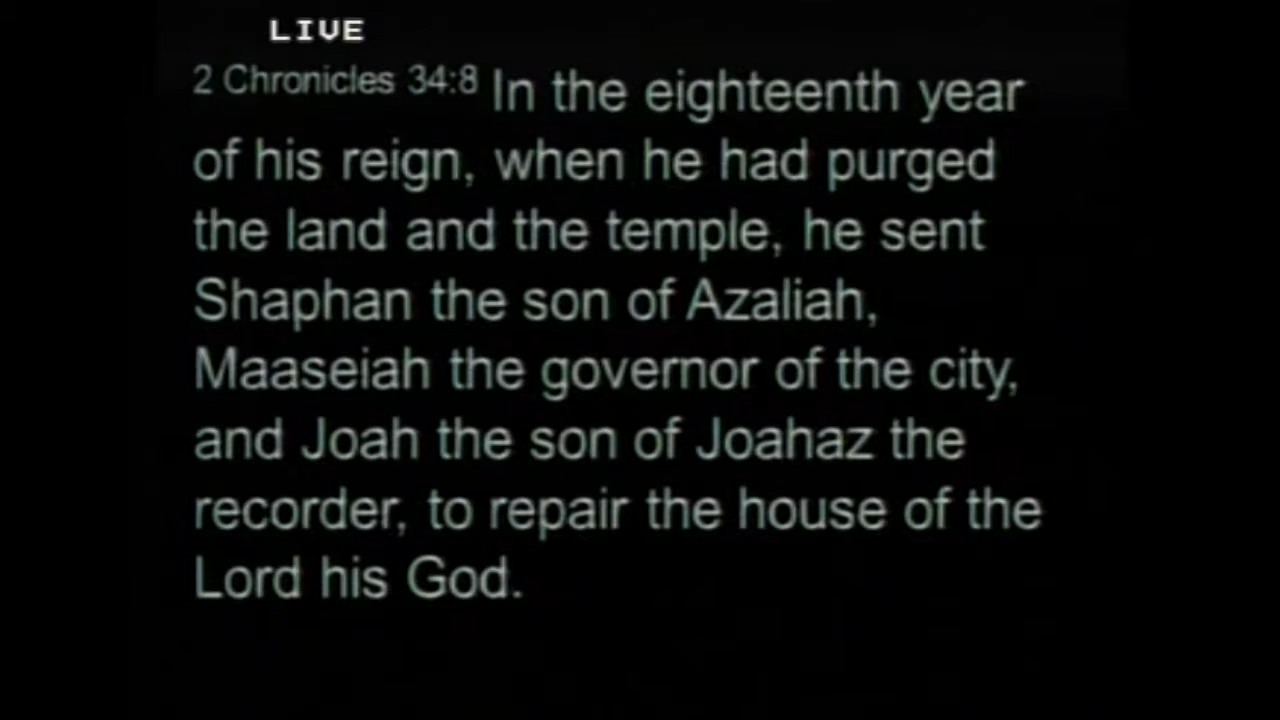 LIVE
2 Chronicles 34:8 In the eighteenth year
of his reign, when he had purged
the land and the temple, he sent
Shaphan the son of Azaliah,
Maaseiah the governor of the city,
and Joah the son of Joahaz the
recorder, to repair the house of the
Lord his God.